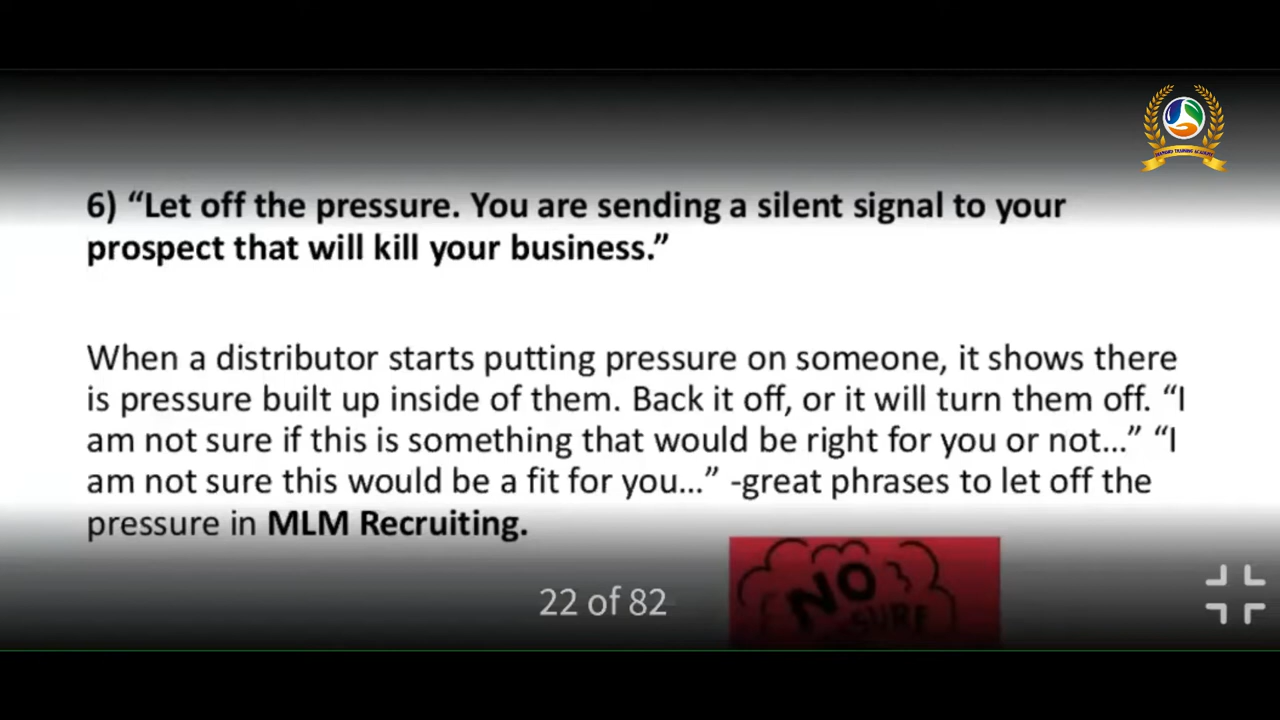 6) “Let off the pressure. You are sending a silent signal to your
prospect that will kill your business.”
When a distributor starts putting pressure on someone, it shows there
is pressure built up inside of them. Back it off, or it will turn them off. “I
am not sure if this is something that would be right for you or not...” “I
am not sure this would be a fit for you...” -great phrases to let off the
pressure in MLM Recruiting.
22 of 82
NO